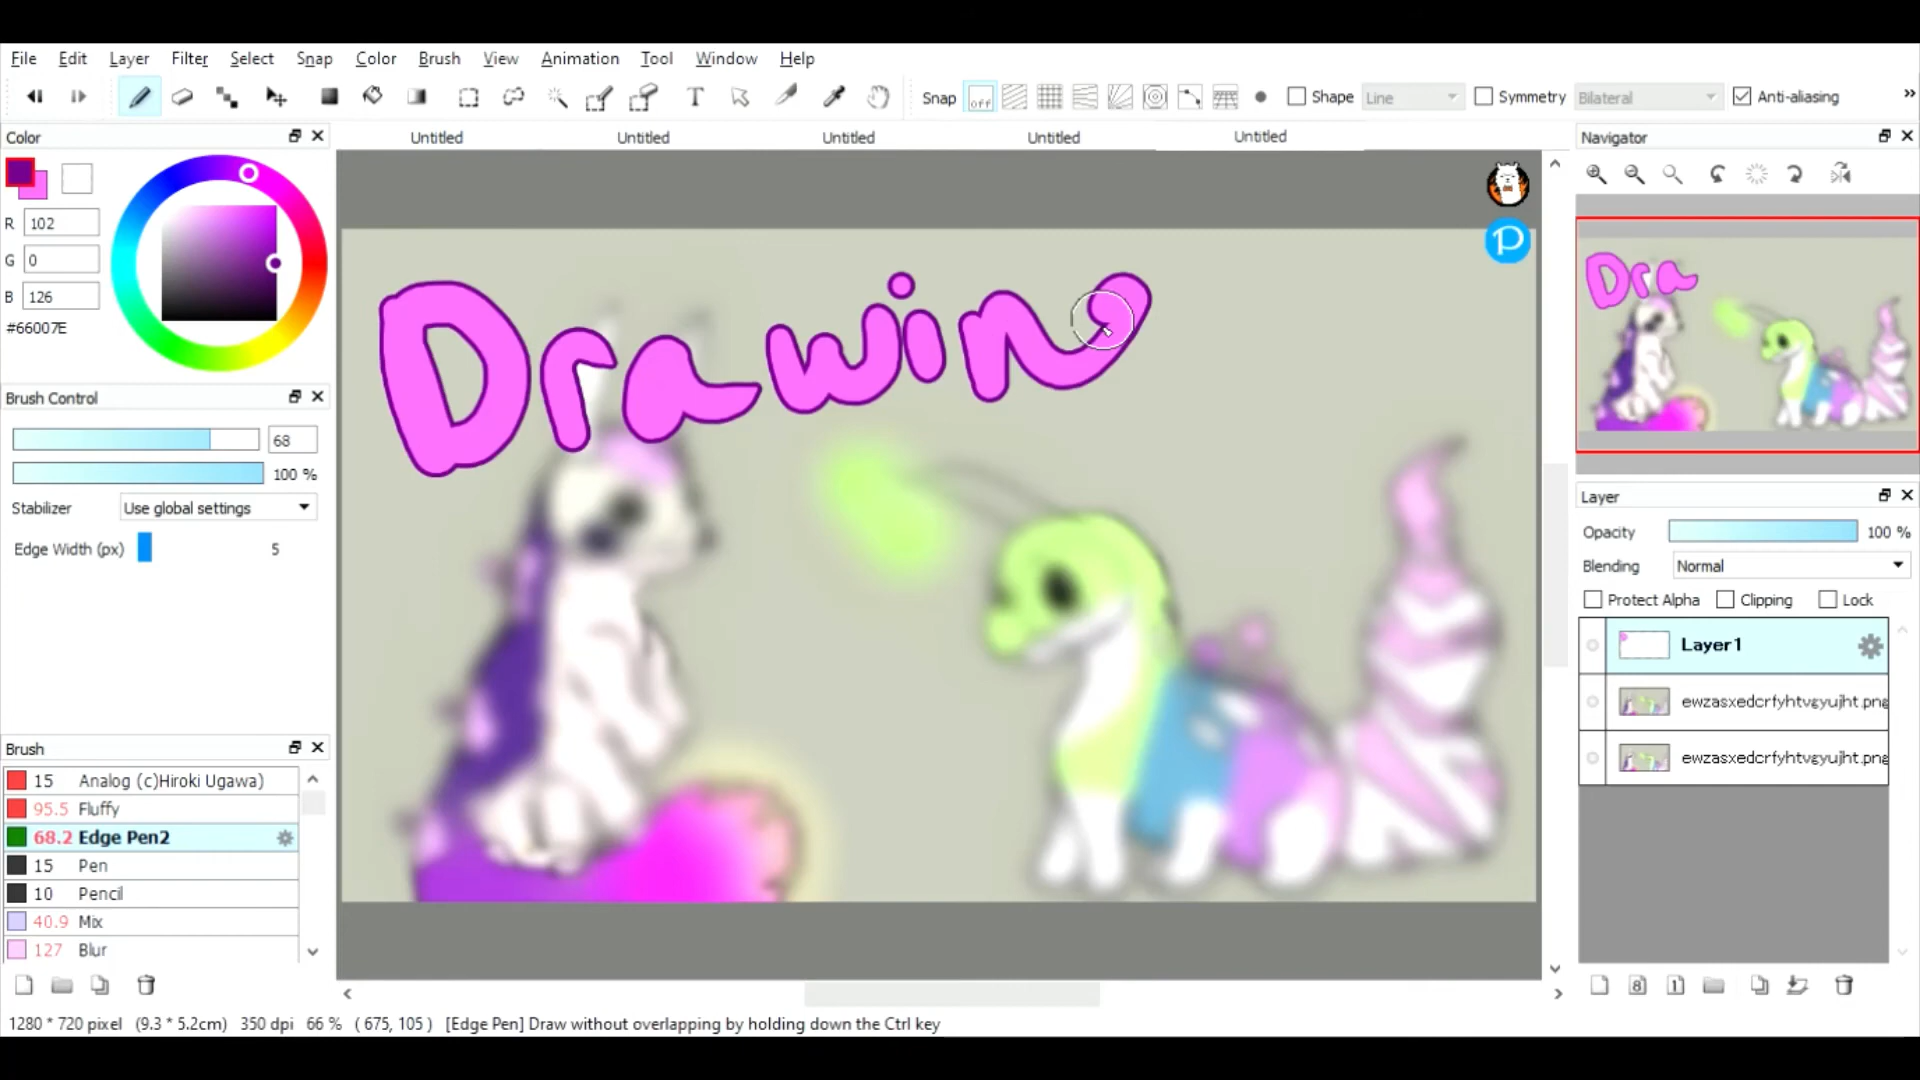 File Edit Layer Filter Select Snap Color Brush View Animation Tool Window Help
T Snap off Shape Line Symmetry Bilateral Anti-aliasing »
Color
Untitled Untitled Untitled Untitled Untitled
Navigator
R 102
G 0
B 126
#66007E
P
Drawin
Dra
Brush Control
68
100 %
Stabilizer Use global settings
Edge Width (px) 5
Layer
Opacity 100 %
Blending Normal
Protect Alpha Clipping Lock
Layer1
ewzasxedcrfyhtvgyujht.png
ewzasxedcrfyhtvgyujht.png
Brush
15 Analog (c)Hiroki Ugawa)
95.5 Fluffy
68.2 Edge Pen2
15 Pen
10 Pencil
40.9 Mix
127 Blur
8 1
1280 * 720 pixel (9.3 * 5.2cm) 350 dpi 66 % ( 675, 105 ) [Edge Pen] Draw without overlapping by holding down the Ctrl key